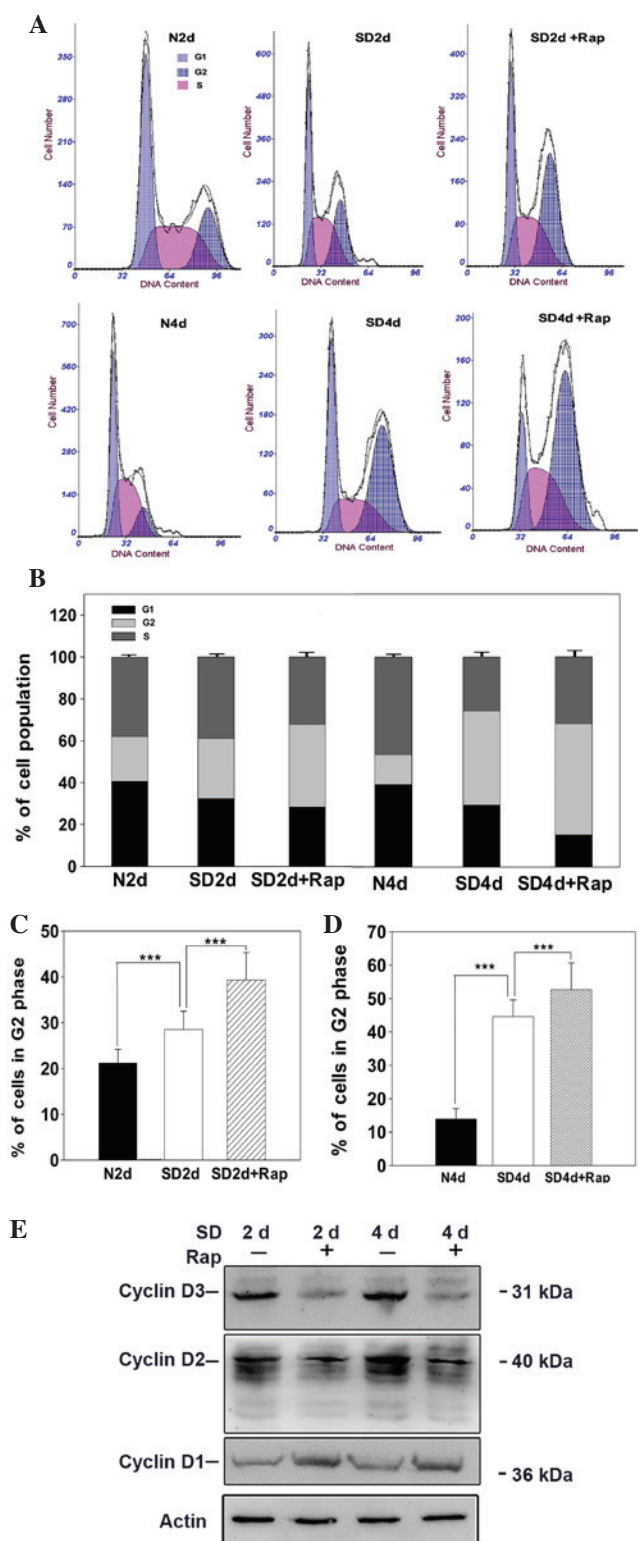 A
N2d
350
280
210
140
70
0
Cell Number
G1
G2
S
0 32 64 96
DNA Content
SD2d
600
480
360
240
120
0
Cell Number
0 32 64 96
DNA Content
SD2d +Rap
400
320
240
160
80
0
Cell Number
0 32 64 96
DNA Content
N4d
700
560
420
280
140
0
Cell Number
0 32 64 96
DNA Content
SD4d
300
240
180
120
60
0
Cell Number
0 32 64 96
DNA Content
SD4d +Rap
200
160
120
80
40
0
Cell Number
0 32 64 96
DNA Content
B
120
100
80
60
40
20
0
% of cell population
G1
G2
S
N2d SD2d SD2d+Rap N4d SD4d SD4d+Rap
C
50
40
30
20
10
0
% of cells in G2 phase
*** ***
N2d SD2d SD2d+Rap
D
70
60
50
40
30
20
10
0
% of cells in G2 phase
*** ***
N4d SD4d SD4d+Rap
E
SD 2 d 2 d 4 d 4 d
Rap – + – +
Cyclin D3– - 31 kDa
Cyclin D2– - 40 kDa
Cyclin D1– - 36 kDa
Actin